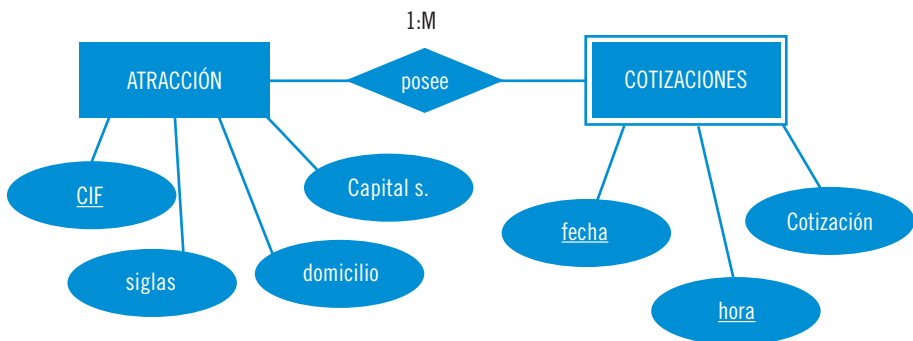 1:M
ATRACCIÓN
posee
COTIZACIONES
CIF
Capital s.
siglas
domicilio
fecha
Cotización
hora